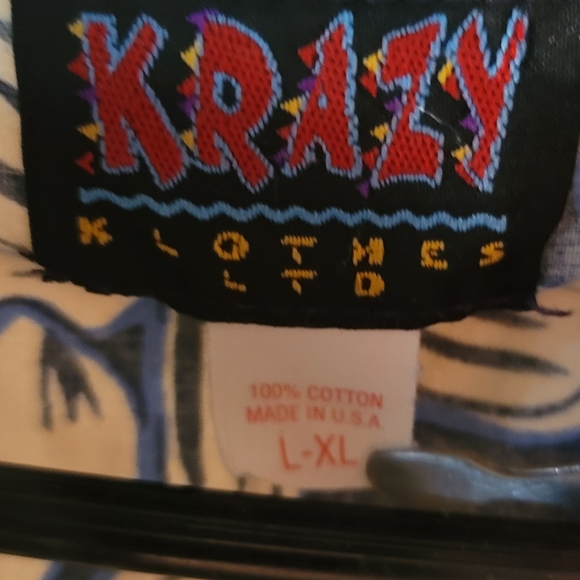 KRAZY
KLOTHES
LTD
100% COTTON
MADE IN U.S.A
L-XL